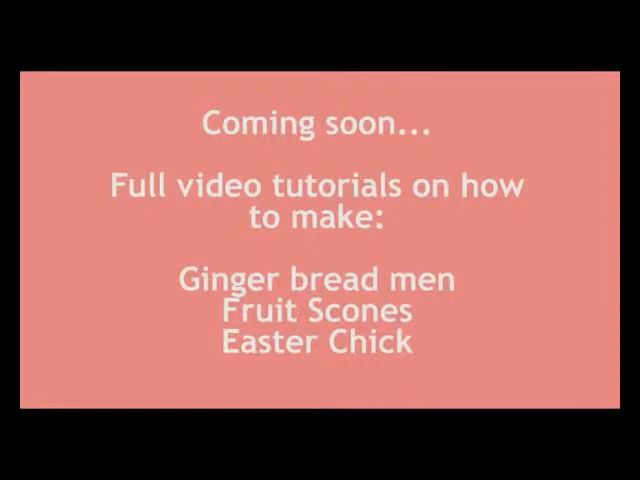 Coming soon...
Full video tutorials on how
to make:
Ginger bread men
Fruit Scones
Easter Chick